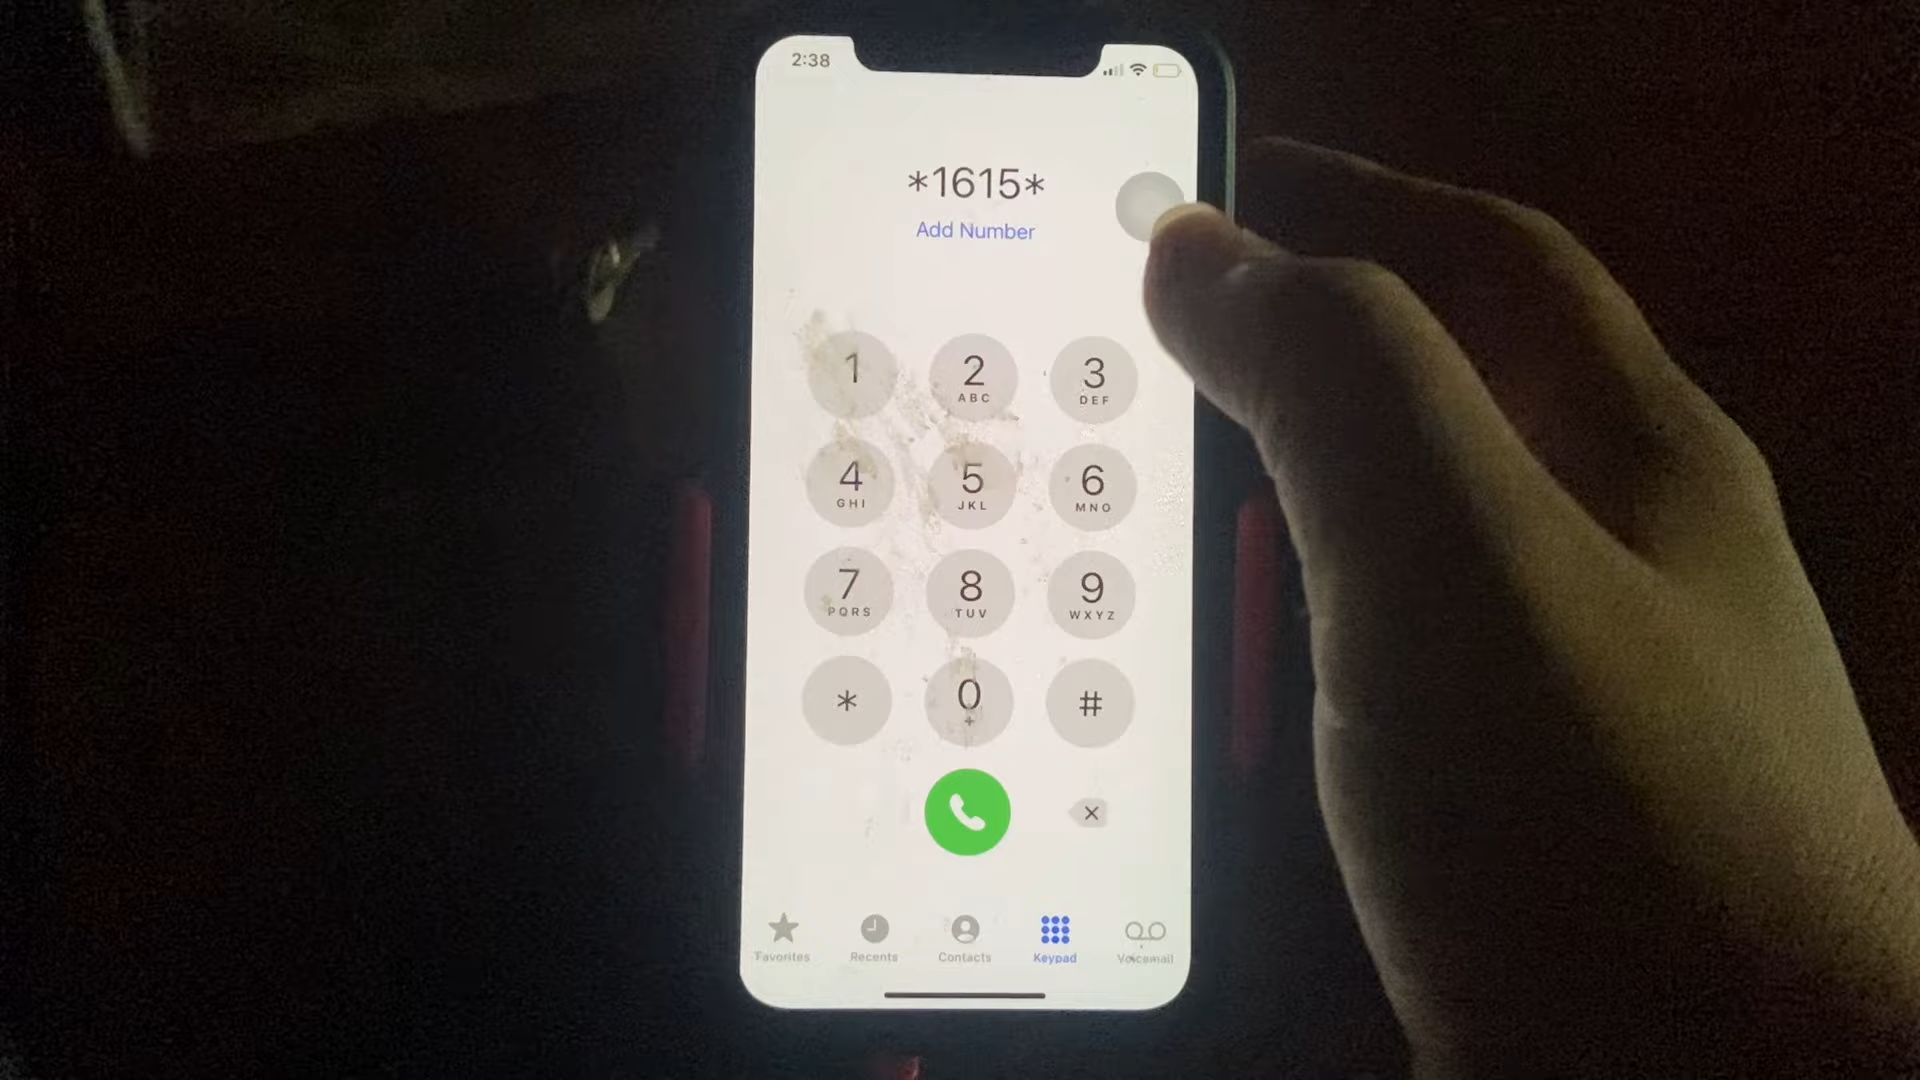 2:38
*1615*
Add Number
1
2
ABC
3
DEF
4
GHI
5
JKL
6
MNO
7
PQRS
8
TUV
9
WXYZ
*
0
+
#
Favorites
Recents
Contacts
Keypad
Voicemail